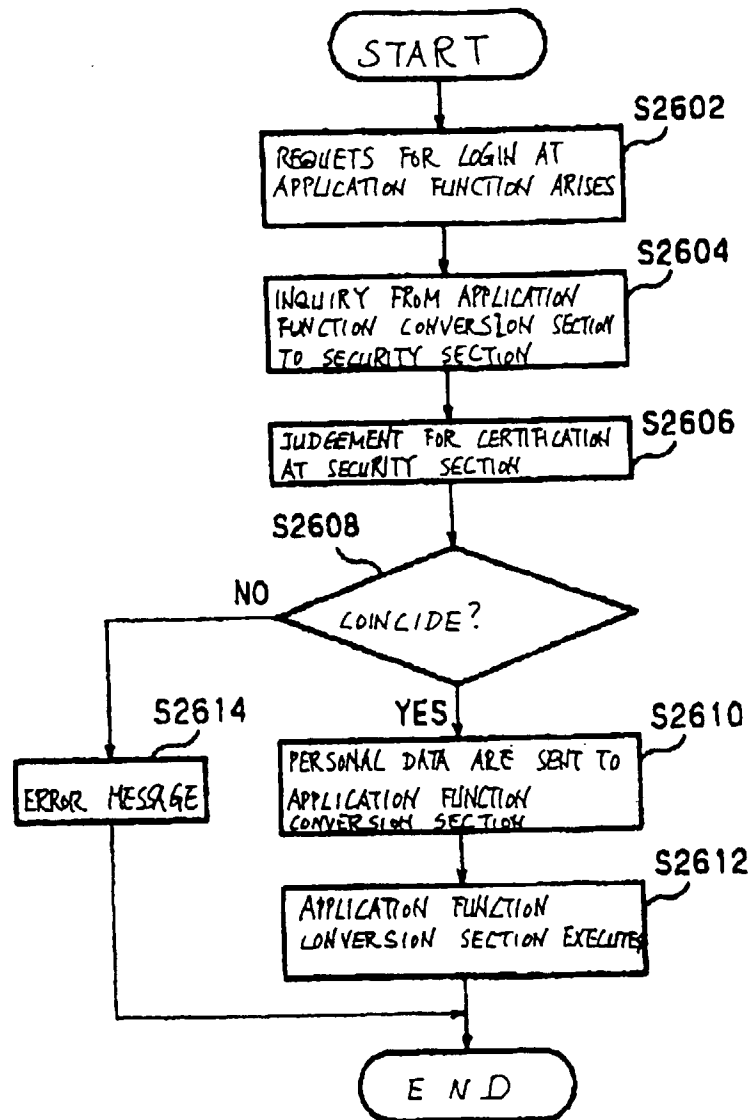 START
S2602
REQUETS FOR LOGIN AT
APPLICATION FUNCTION ARISES
S2604
INQUIRY FROM APPLICATION
FUNCTION CONVERSION SECTION
TO SECURITY SECTION
S2606
JUDGEMENT FOR CERTIFICATION
AT SECURITY SECTION
S2608
NO
COINCIDE?
YES
S2614
ERROR MESSAGE
S2610
PERSONAL DATA ARE SENT TO
APPLICATION FUNCTION
CONVERSION SECTION
S2612
APPLICATION FUNCTION
CONVERSION SECTION EXECUTES
END